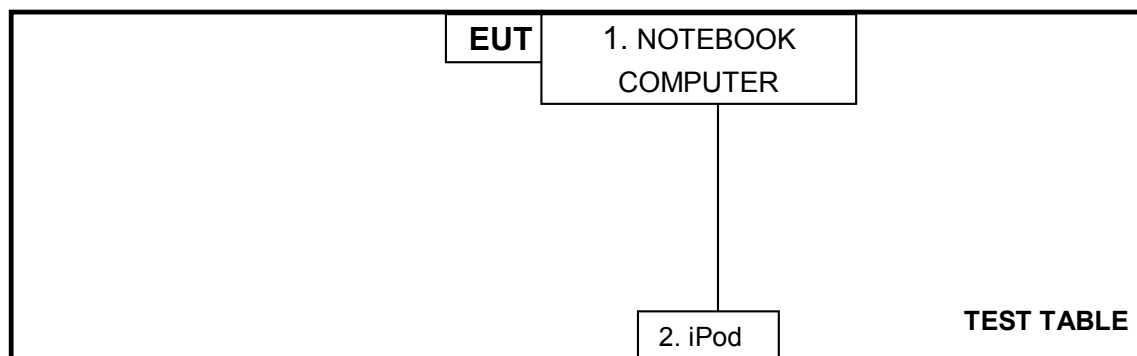 EUT
1. NOTEBOOK
COMPUTER
2. iPod
TEST TABLE